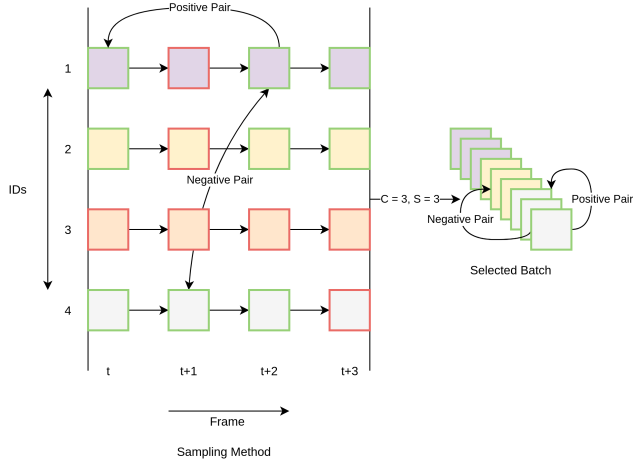 Positive Pair
1
2
IDs
Negative Pair
3
4
t
t+1
t+2
t+3
Frame
Sampling Method
C = 3, S = 3
Positive Pair
Negative Pair
Selected Batch